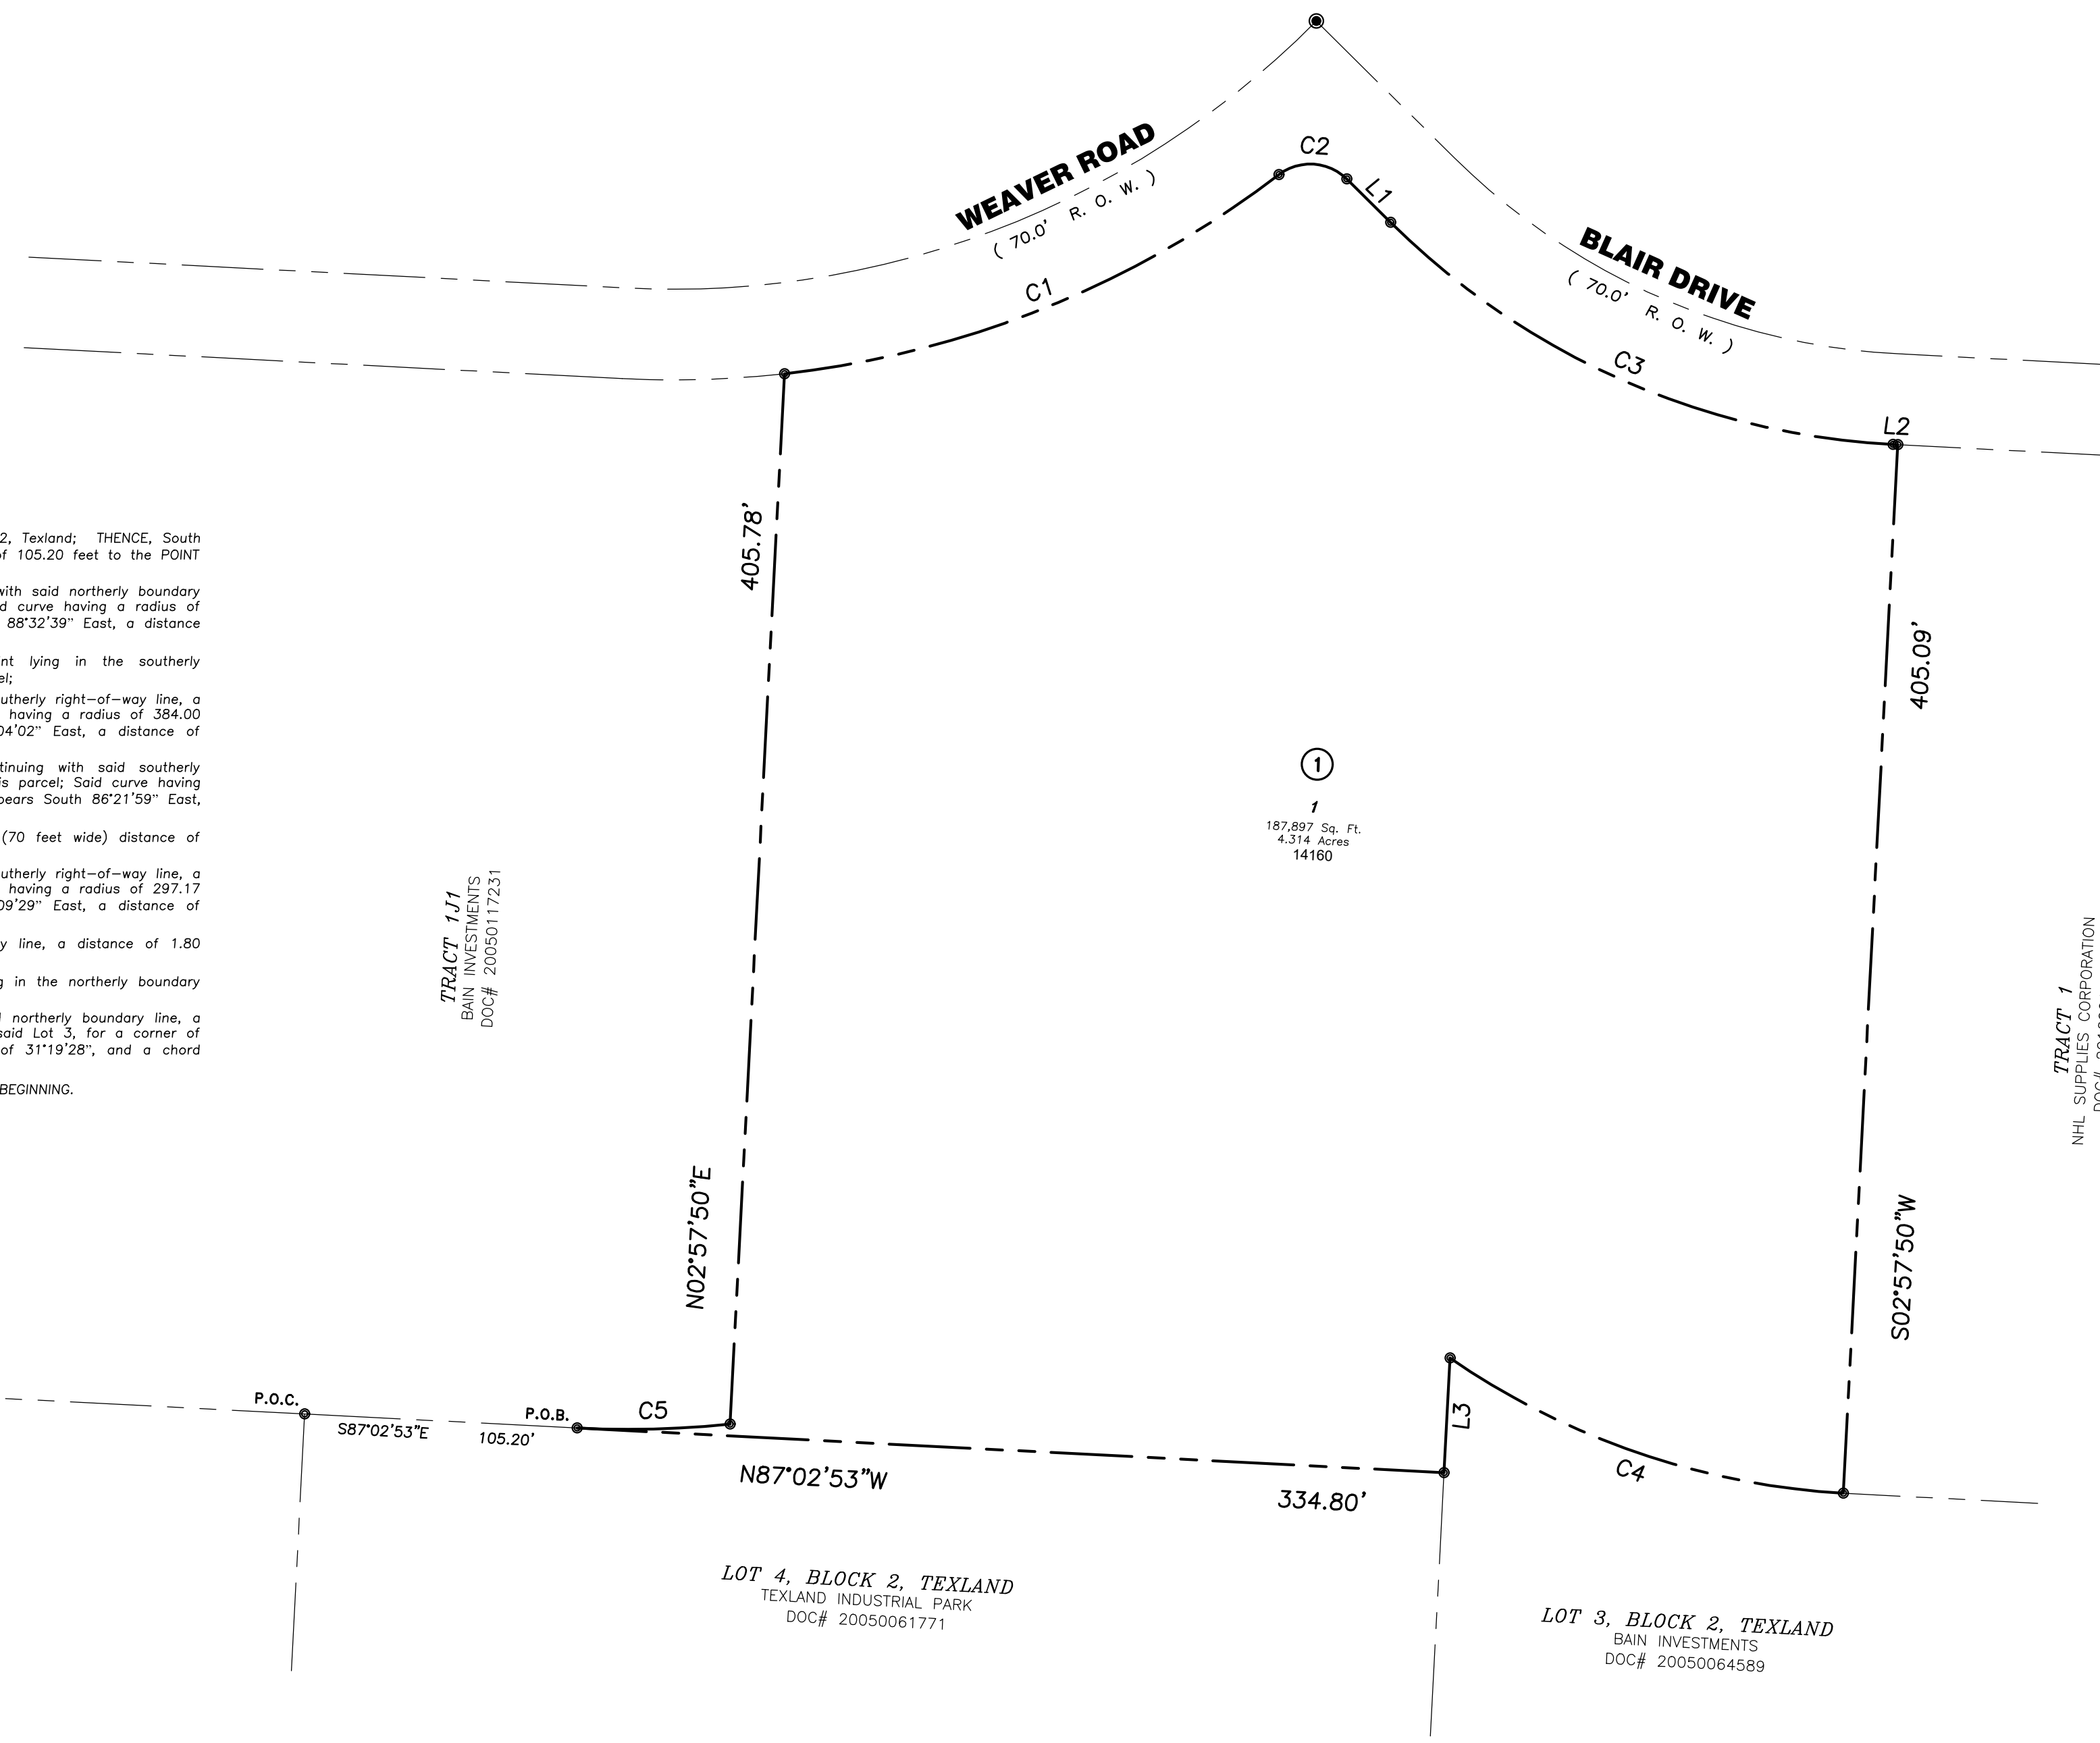 WEAVER ROAD
( 70.0' R. O. W. )
C2
L1
BLAIR DRIVE
( 70.0' R. O. W. )
C1
C3
L2
405.78'
405.09'
2, Texland; THENCE, South
of 105.20 feet to the POINT
with said northerly boundary
curve having a radius of
88°32'39" East, a distance
lying in the southerly
right-of-way line, a
having a radius of 384.00
04'02" East, a distance of
with said southerly
parcel; Said curve having
bears South 86°21'59" East,
(70 feet wide) distance of
right-of-way line, a
having a radius of 297.17
09'29" East, a distance of
line, a distance of 1.80
in the northerly boundary
northerly boundary line, a
said Lot 3, for a corner of
of 31°19'28", and a chord
BEGINNING.
1
1
187,897 Sq. Ft.
4.314 Acres
14160
TRACT 1J1
BAIN INVESTMENTS
DOC# 20050117231
TRACT 1
NHL SUPPLIES CORPORATION
DOC#
N02°57'50"E
S02°57'50"W
P.O.C.
S87°02'53"E
105.20'
P.O.B.
C5
L3
C4
N87°02'53"W
334.80'
LOT 4, BLOCK 2, TEXLAND
TEXLAND INDUSTRIAL PARK
DOC# 20050061771
LOT 3, BLOCK 2, TEXLAND
BAIN INVESTMENTS
DOC# 20050064589